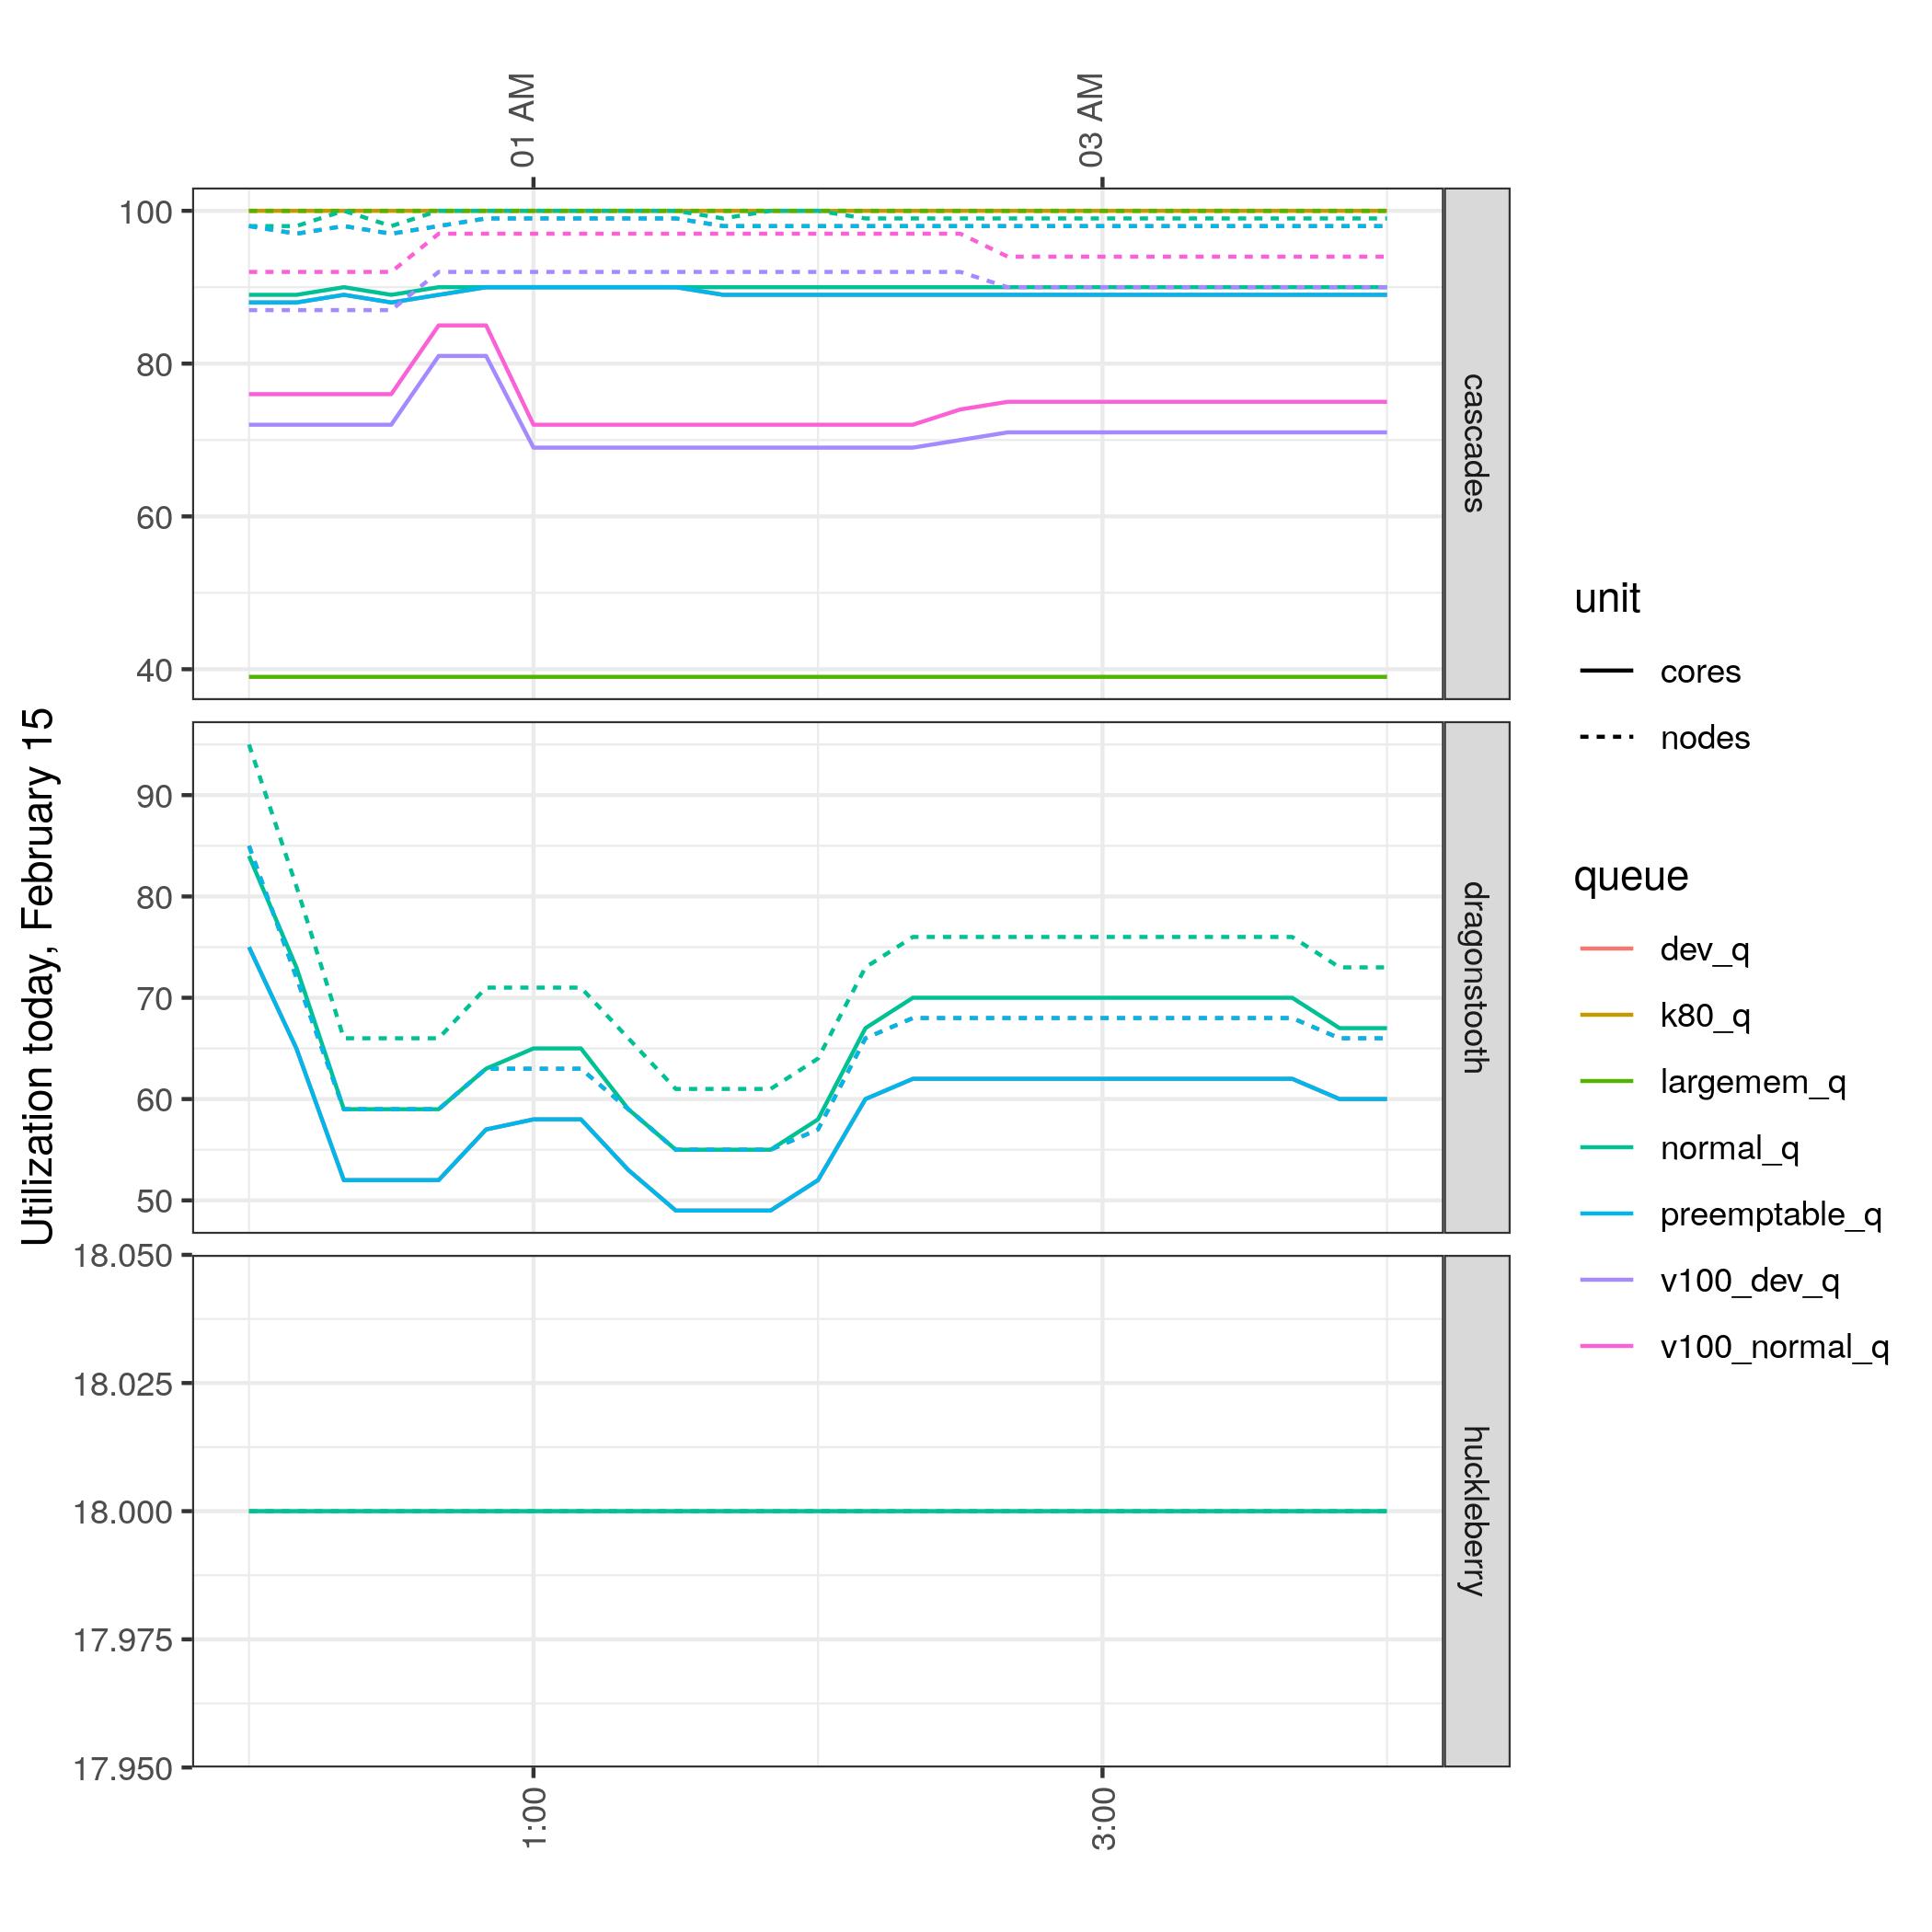 01 AM
03 AM
100
80
60
40
cascades
Utilization today, February 15
90
80
70
60
50
dragonstooth
18.050
18.025
18.000
17.975
17.950
huckleberry
1:00
3:00
unit
cores
nodes
queue
dev_q
k80_q
largemem_q
normal_q
preemptable_q
v100_dev_q
v100_normal_q